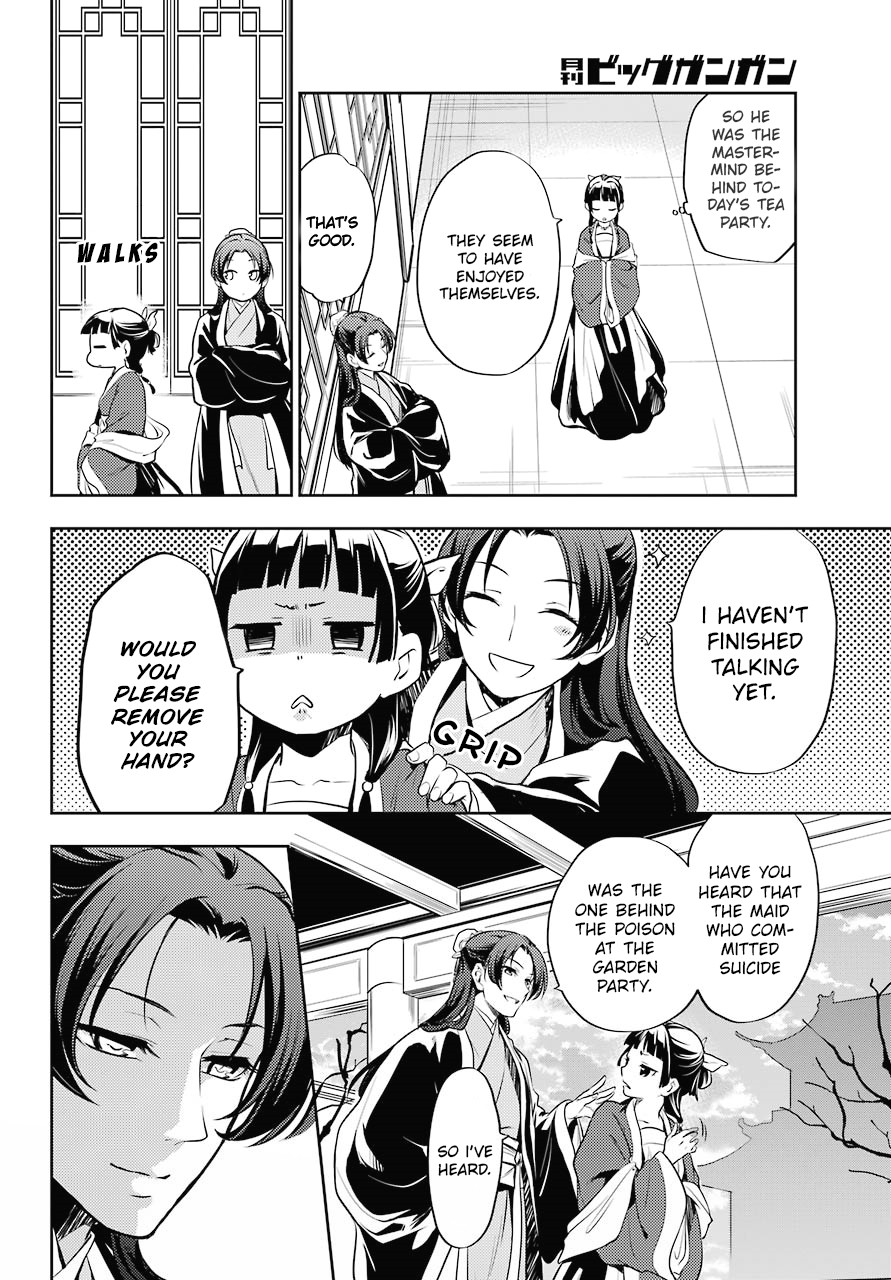 月刊ビッグガンガン
SO HE
WAS THE
MASTER-
MIND BE-
HIND TO-
DAY'S TEA
PARTY.
THEY SEEM
TO HAVE
ENJOYED
THEMSELVES.
THAT'S
GOOD.
WALKS
I HAVEN'T
FINISHED
TALKING
YET.
GRIP
WOULD
YOU
PLEASE
REMOVE
YOUR
HAND?
HAVE YOU
HEARD THAT
THE MAID
WHO COM-
MITTED
SUICIDE
WAS THE
ONE BEHIND
THE POISON
AT THE
GARDEN
PARTY.
SO I'VE
HEARD.